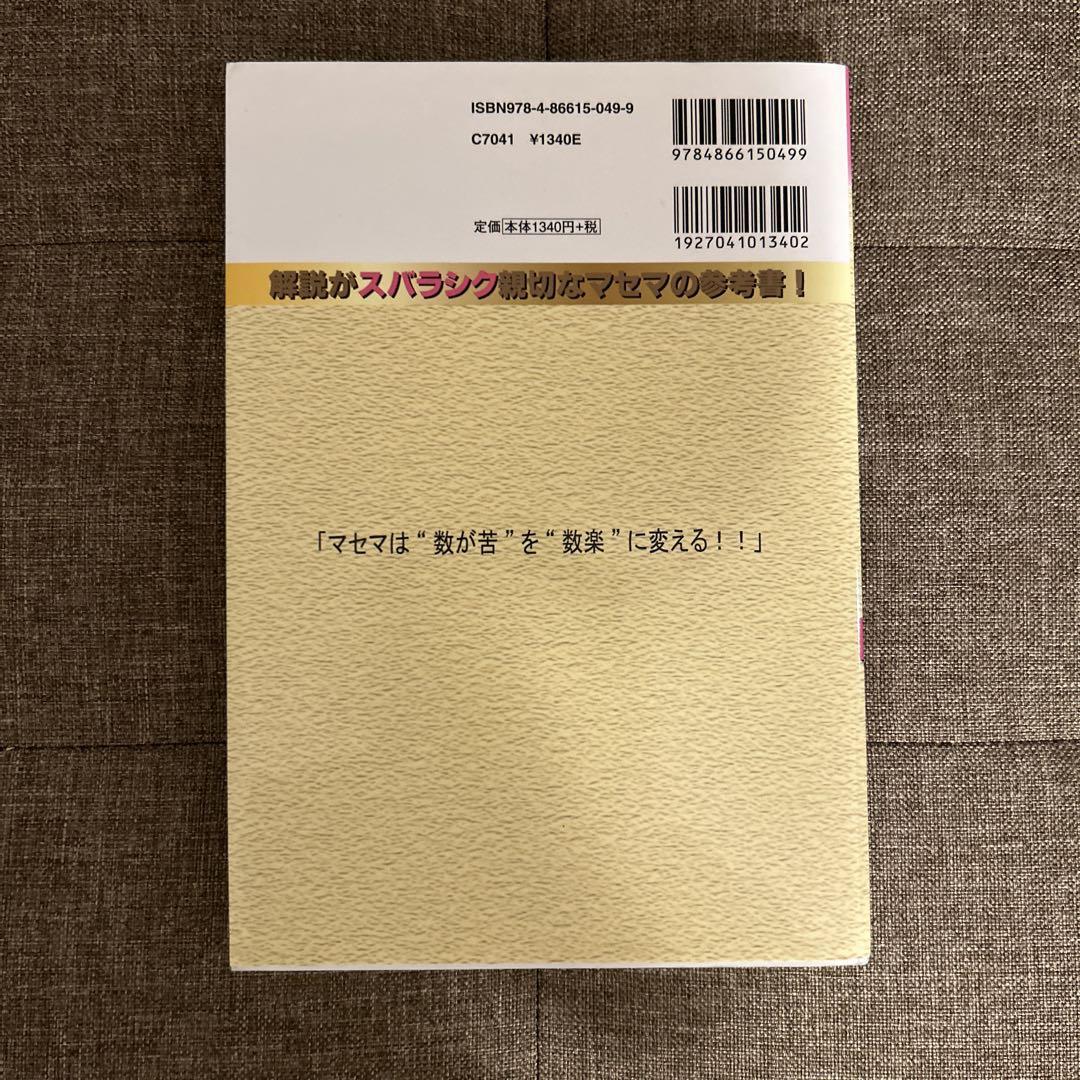 ISBN978-4-86615-049-9
C7041 ¥1340E
9784866150499
定価 本体1340円+税
1927041013402
解説がスバラシク親切なマセマの参考書!
「マセマは“数が苦”を“数楽”に変える!!」